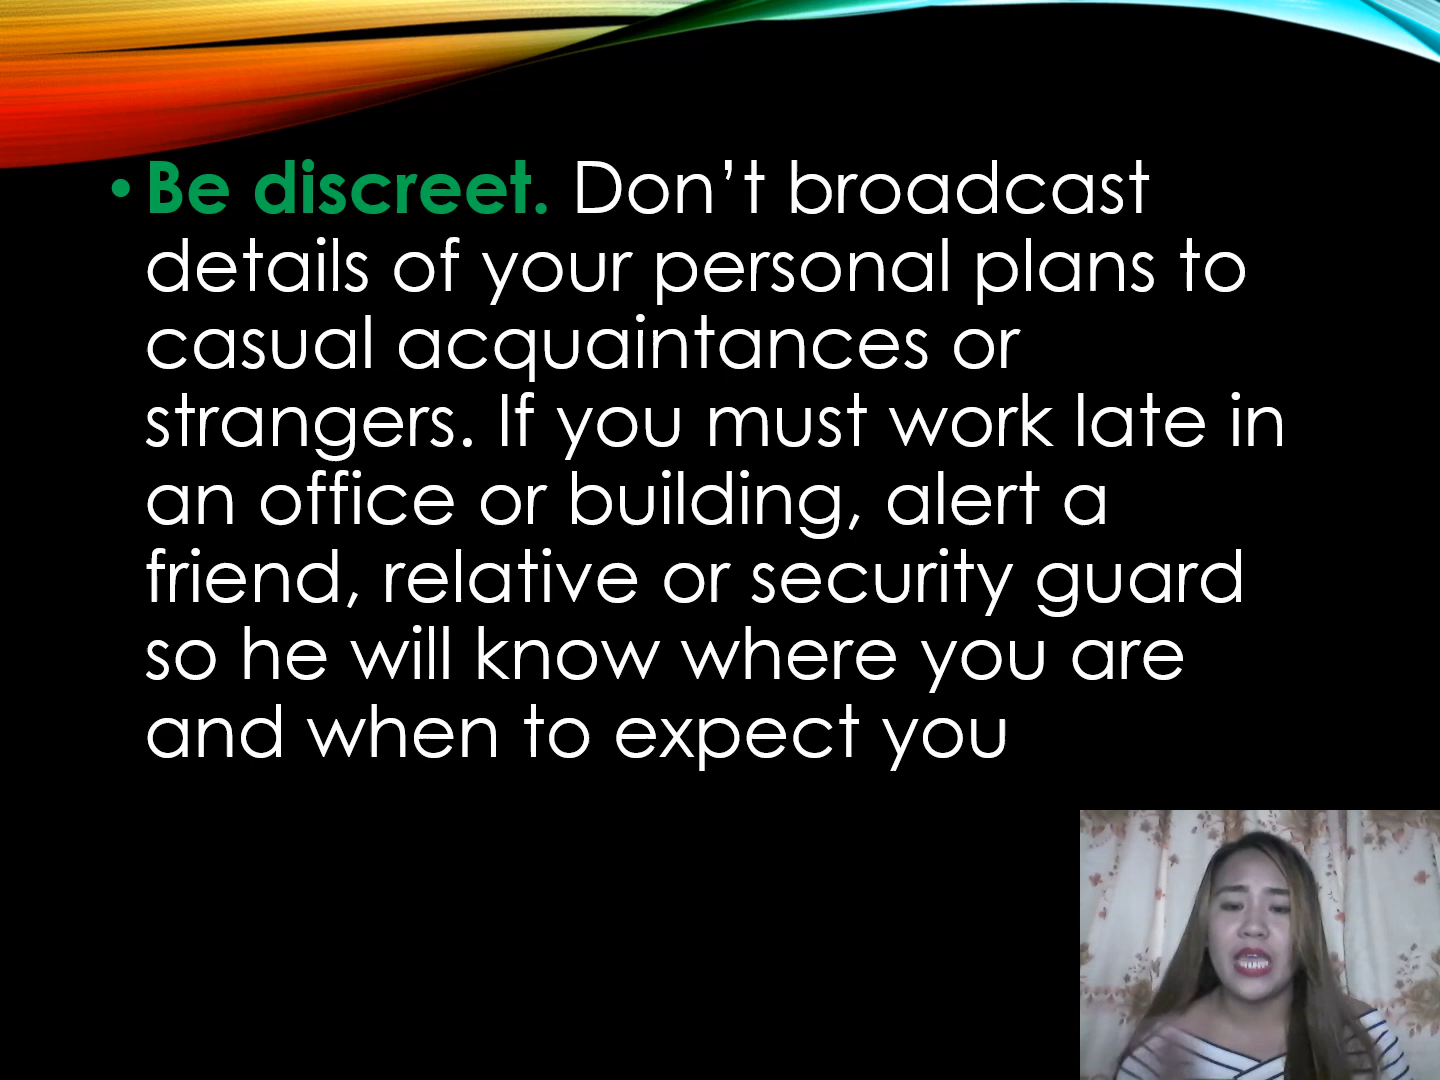 • Be discreet. Don’t broadcast
details of your personal plans to
casual acquaintances or
strangers. If you must work late in
an office or building, alert a
friend, relative or security guard
so he will know where you are
and when to expect you